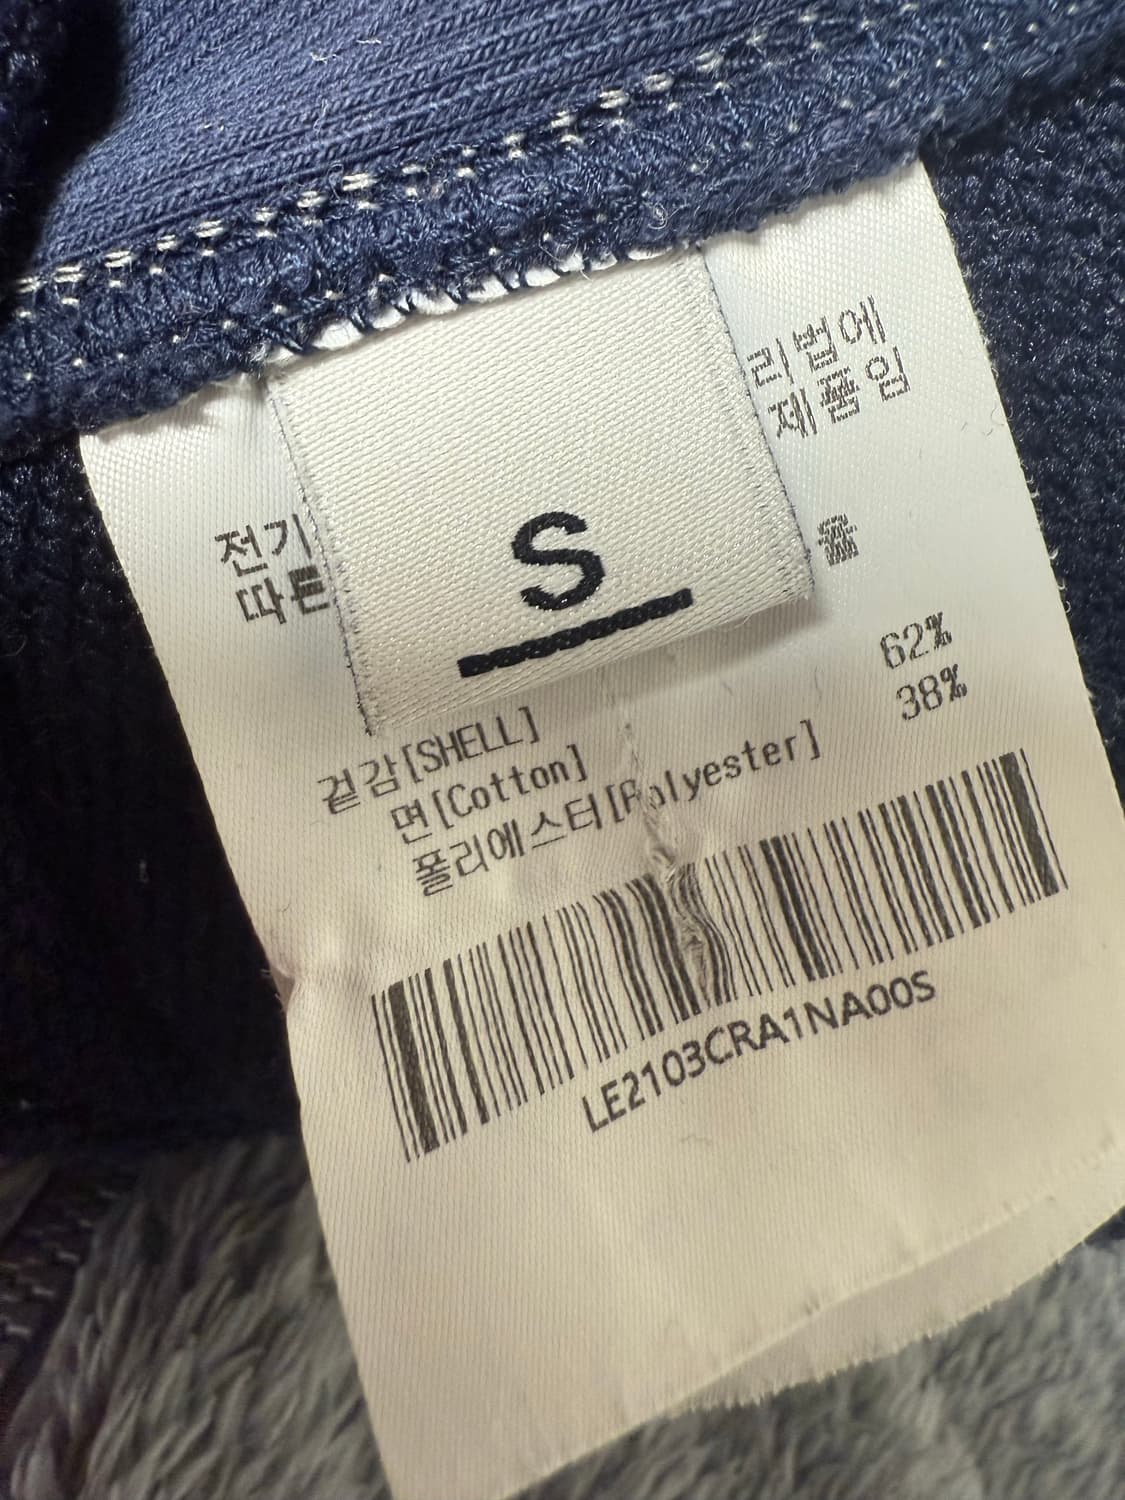 전기 리법에
따른 제품임
S
율
겉감[SHELL]
면[Cotton] 62%
폴리에스터[Polyester] 38%
LE2103CRA1NA00S